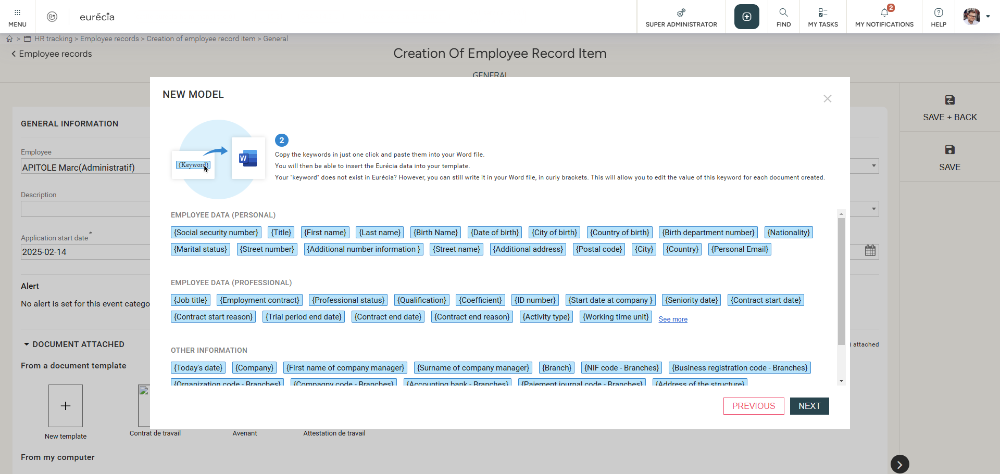 MENU
eurécia
SUPER ADMINISTRATOR
FIND
MY TASKS
2
MY NOTIFICATIONS
HELP
> HR tracking > Employee records > Creation of employee record item > General
Employee records
Creation Of Employee Record Item
GENERAL
SAVE + BACK
SAVE
GENERAL INFORMATION
Employee
APITOLE Marc(Administratif)
Description
Application start date *
2025-02-14
Alert
No alert is set for this event catego
DOCUMENT ATTACHED
) attached
From a document template
New template
Contrat de travail
Avenant
Attestation de travail
From my computer
NEW MODEL
{Keyword}
W
2
Copy the keywords in just one click and paste them into your Word file.
You will then be able to insert the Eurécia data into your template.
Your "keyword" does not exist in Eurécia? However, you can still write it in your Word file, in curly brackets. This will allow you to edit the value of this keyword for each document created.
EMPLOYEE DATA (PERSONAL)
{Social security number} {Title} {First name} {Last name} {Birth Name} {Date of birth} {City of birth} {Country of birth} {Birth department number} {Nationality}
{Marital status} {Street number} {Additional number information } {Street name} {Additional address} {Postal code} {City} {Country} {Personal Email}
EMPLOYEE DATA (PROFESSIONAL)
{Job title} {Employment contract} {Professional status} {Qualification} {Coefficient} {ID number} {Start date at company } {Seniority date} {Contract start date}
{Contract start reason} {Trial period end date} {Contract end date} {Contract end reason} {Activity type} {Working time unit} See more
OTHER INFORMATION
{Today's date} {Company} {First name of company manager} {Surname of company manager} {Branch} {NIF code - Branches} {Business registration code - Branches}
{Organization code - Branches} {Compagny code - Branches} {Accounting bank - Branches} {Paiement journal code - Branches} {Address of the structure}
PREVIOUS
NEXT